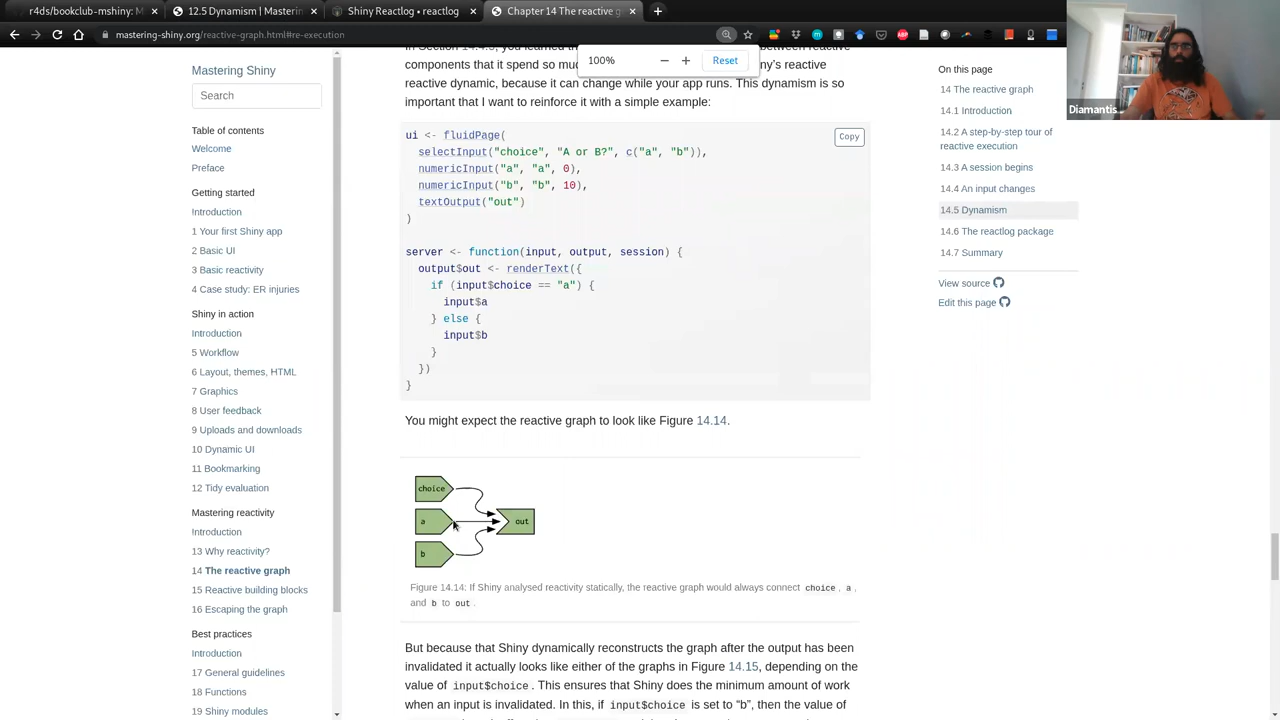 r4ds/bookclub-mshiny: M
12.5 Dynamism | Masterin
Shiny Reactlog • reactlog
Chapter 14 The reactive g
mastering-shiny.org/reactive-graph.html#re-execution
100%
Reset
Mastering Shiny
Search
Table of contents
Welcome
Preface
Getting started
Introduction
1 Your first Shiny app
2 Basic UI
3 Basic reactivity
4 Case study: ER injuries
Shiny in action
Introduction
5 Workflow
6 Layout, themes, HTML
7 Graphics
8 User feedback
9 Uploads and downloads
10 Dynamic UI
11 Bookmarking
12 Tidy evaluation
Mastering reactivity
Introduction
13 Why reactivity?
14 The reactive graph
15 Reactive building blocks
16 Escaping the graph
Best practices
Introduction
17 General guidelines
18 Functions
19 Shiny modules
between reactive
components that it spend so muc
ny's reactive
reactive dynamic, because it can change while your app runs. This dynamism is so
important that I want to reinforce it with a simple example:
Copy
ui <- fluidPage(
selectInput("choice", "A or B?", c("a", "b")),
numericInput("a", "a", 0),
numericInput("b", "b", 10),
textOutput("out")
)
server <- function(input, output, session) {
output$out <- renderText({
if (input$choice == "a") {
input$a
} else {
input$b
}
})
}
You might expect the reactive graph to look like Figure 14.14.
choice
a
b
out
Figure 14.14: If Shiny analysed reactivity statically, the reactive graph would always connect choice, a,
and b to out.
But because that Shiny dynamically reconstructs the graph after the output has been
invalidated it actually looks like either of the graphs in Figure 14.15, depending on the
value of input$choice. This ensures that Shiny does the minimum amount of work
when an input is invalidated. In this, if input$choice is set to "b", then the value of
On this page
14 The reactive graph
14.1 Introduction
14.2 A step-by-step tour of
reactive execution
14.3 A session begins
14.4 An input changes
14.5 Dynamism
14.6 The reactlog package
14.7 Summary
View source
Edit this page
Diamantis...